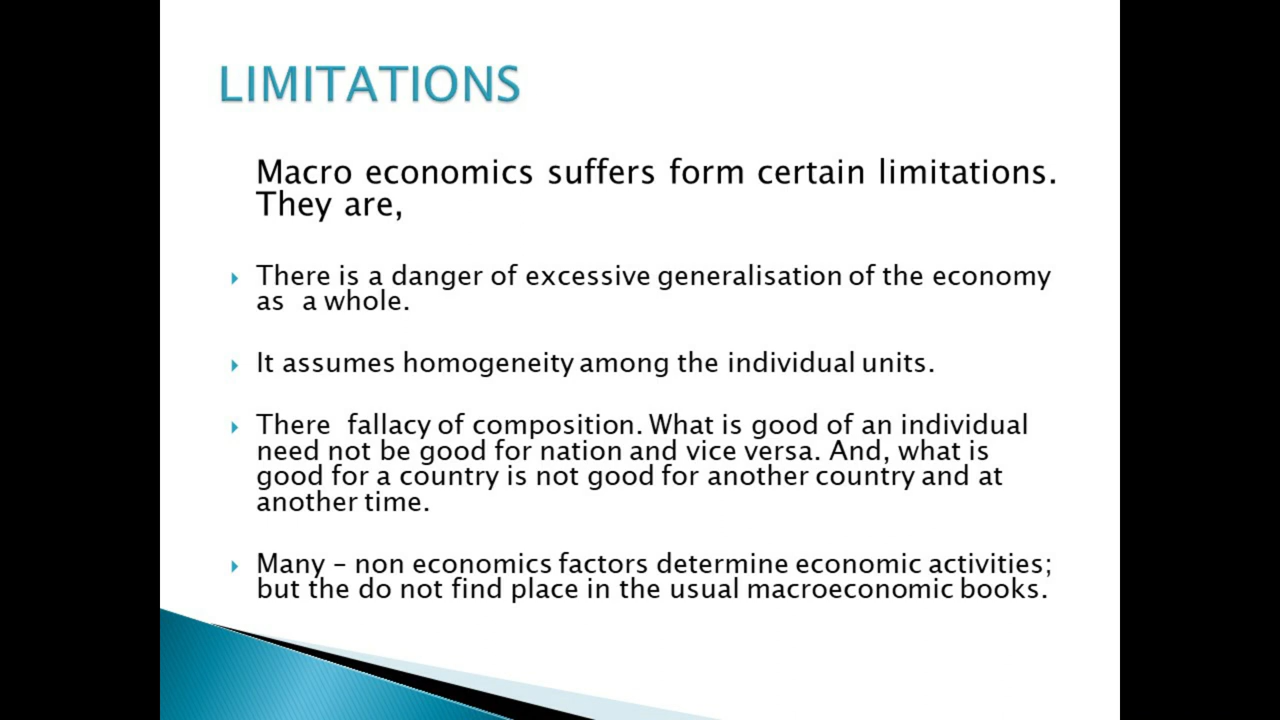 LIMITATIONS
Macro economics suffers form certain limitations.
They are,
There is a danger of excessive generalisation of the economy
as a whole.
It assumes homogeneity among the individual units.
There fallacy of composition. What is good of an individual
need not be good for nation and vice versa. And, what is
good for a country is not good for another country and at
another time.
Many – non economics factors determine economic activities;
but the do not find place in the usual macroeconomic books.